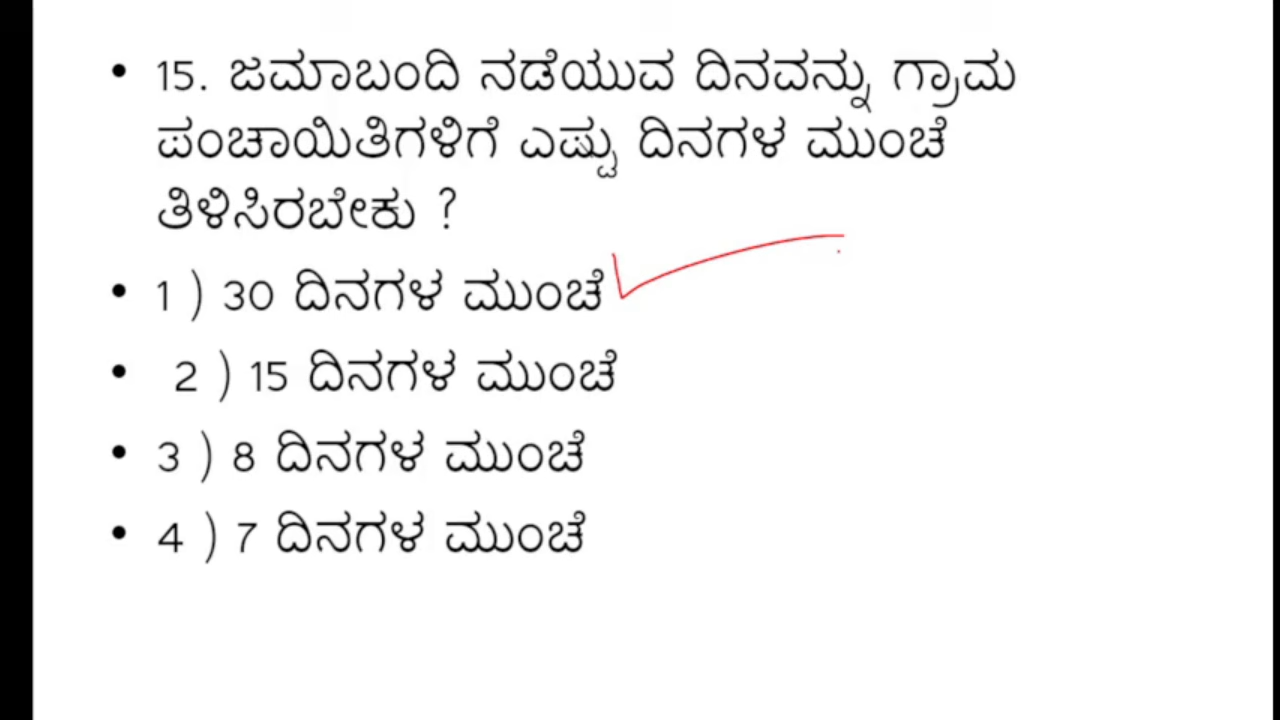 • 15. ಜಮಾಬಂದಿ ನಡೆಯುವ ದಿನವನ್ನು ಗ್ರಾಮ
ಪಂಚಾಯಿತಿಗಳಿಗೆ ಎಷ್ಟು ದಿನಗಳ ಮುಂಚೆ
ತಿಳಿಸಿರಬೇಕು ?
• 1 ) 30 ದಿನಗಳ ಮುಂಚೆ
• 2 ) 15 ದಿನಗಳ ಮುಂಚೆ
• 3 ) 8 ದಿನಗಳ ಮುಂಚೆ
• 4 ) 7 ದಿನಗಳ ಮುಂಚೆ